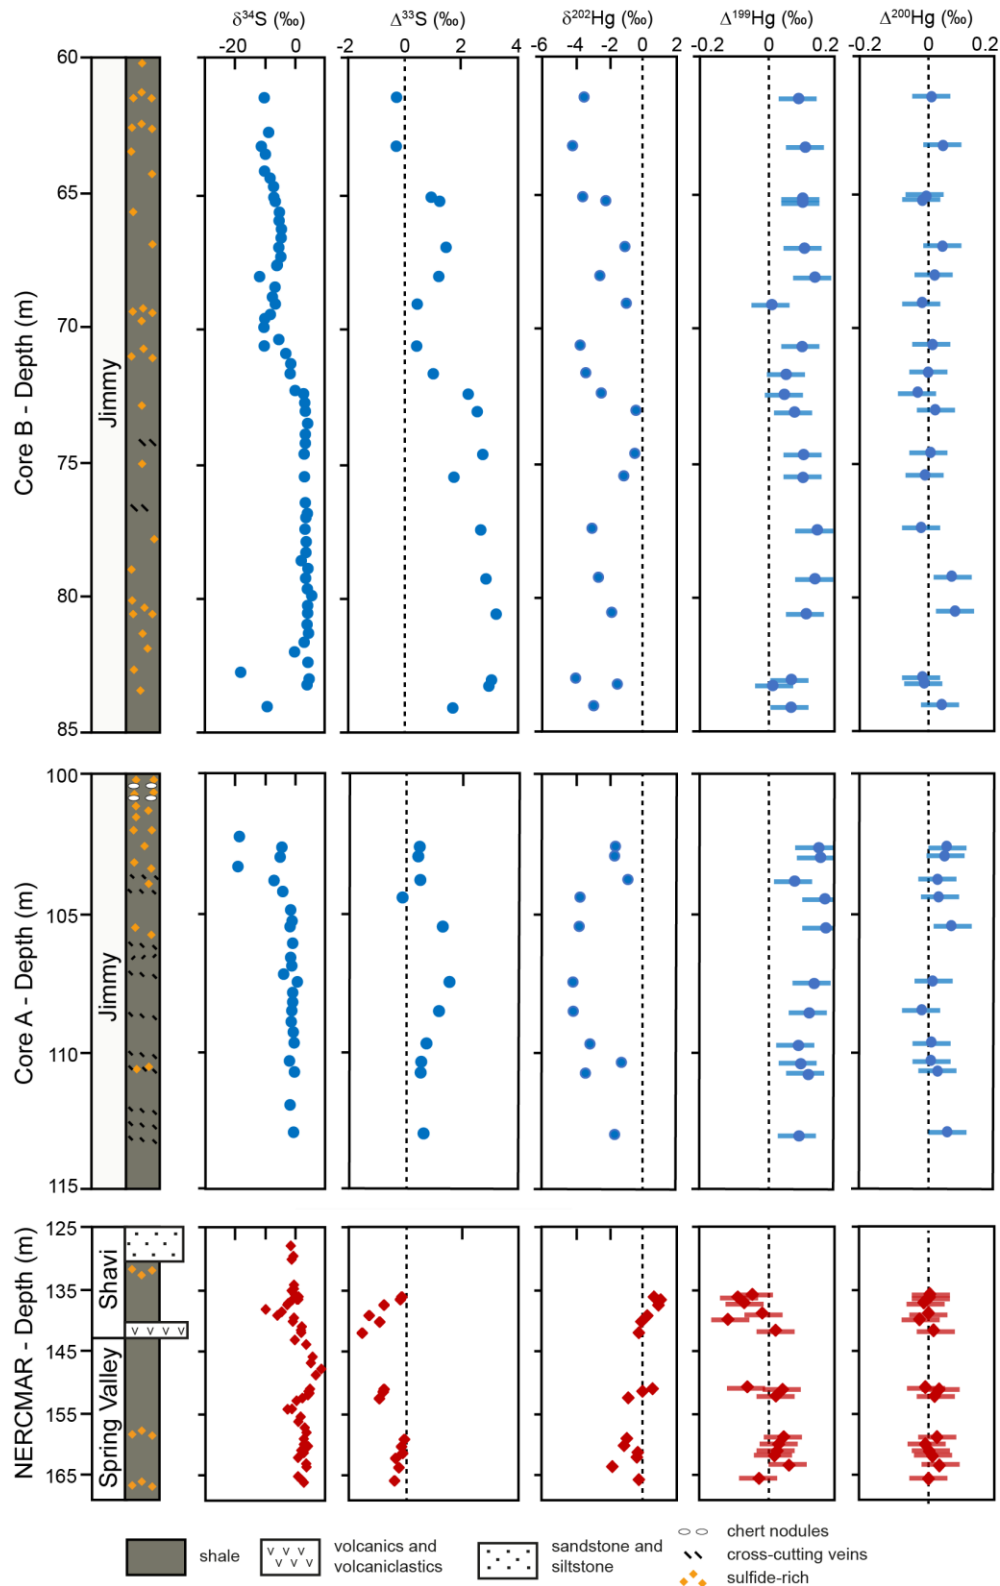 δ34S (‰) Δ33S (‰) δ202Hg (‰) Δ199Hg (‰) Δ200Hg (‰)
-20 0 -2 0 2 4 -6 -4 -2 0 2 -0.2 0 0.2 -0.2 0 0.2
60
65
70
75
80
85
Core B - Depth (m)
Jimmy
100
105
110
115
Core A - Depth (m)
Jimmy
125
135
145
155
165
NERCMAR - Depth (m)
Shavi
Spring Valley
shale
v v v v v
volcanics and
volcaniclastics
sandstone and
siltstone
chert nodules
cross-cutting veins
sulfide-rich